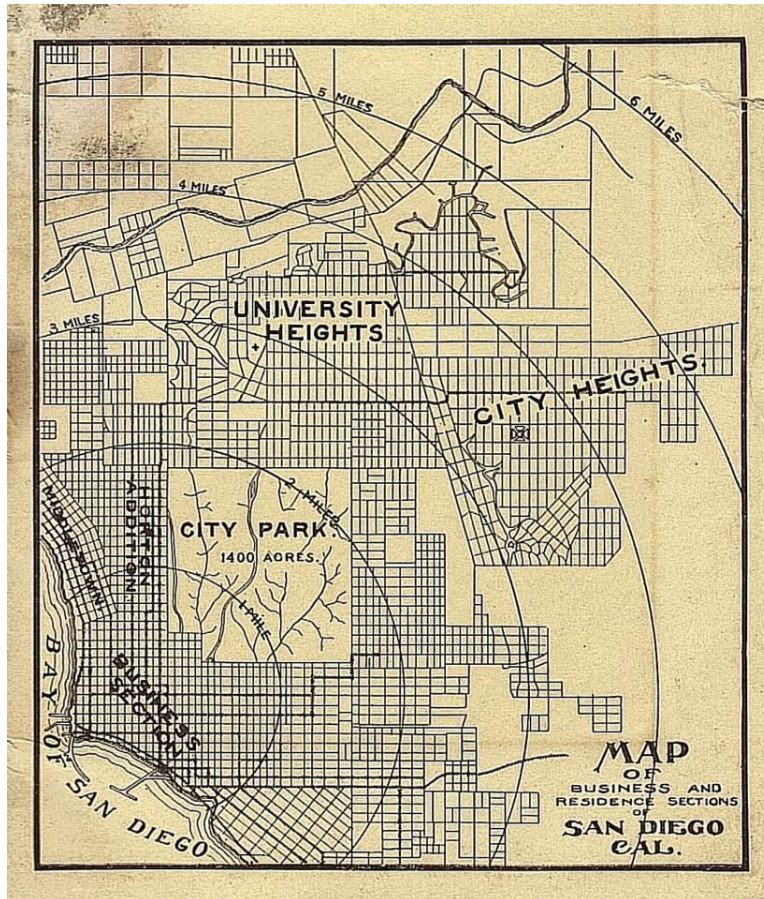 5 MILES
6 MILES
4 MILES
3 MILES
UNIVERSITY
HEIGHTS
CITY HEIGHTS.
2 MILES
MIDDLETOWN.
HORTON
ADDITION.
CITY PARK.
1400 ACRES.
1 MILE
BUSINESS
SECTION
BAY OF SAN DIEGO
MAP
OF
BUSINESS AND
RESIDENCE SECTIONS
OF
SAN DIEGO
CAL.